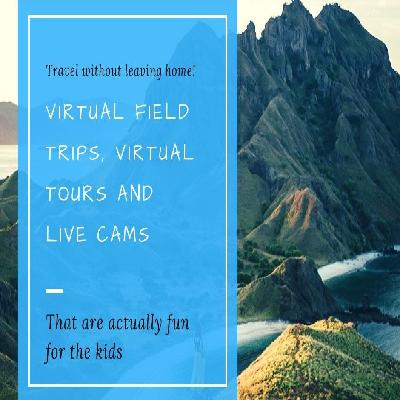 Travel without leaving home!
VIRTUAL FIELD
TRIPS, VIRTUAL
TOURS AND
LIVE CAMS
That are actually fun
for the kids